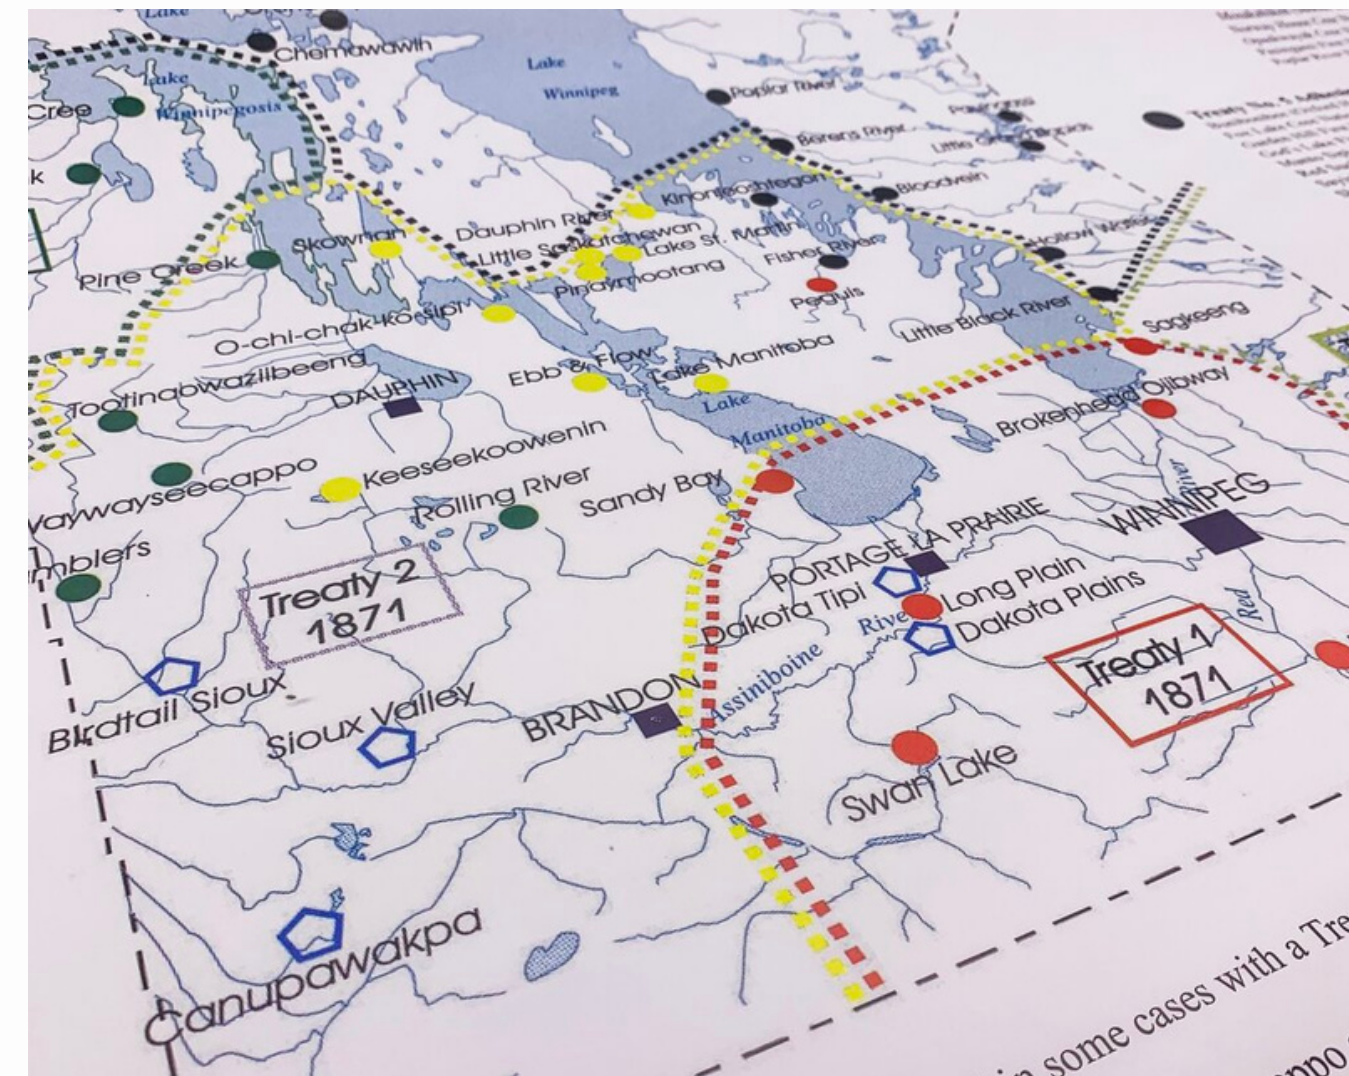 Lake
Chemawawin
Lake
Winnipegosis
Cree
k
Lake
Winnipeg
Poplar River
Berens River
Bloodvein
Kinonjeoshtegon
Dauphin River
Little Saskatchewan
Lake St. Martin
Pinaymootang
Fisher River
Peguis
Hollow Water
Little Black River
Sagkeeng
Skownan
Pine Creek
O-chi-chak-ko-sipi
Tootinaowaziibeeng
DAUPHIN
Ebb & Flow
Lake Manitoba
Lake
Manitoba
Brokenhead Ojibway
River
WINNIPEG
Waywayseecappo
Keeseekoowenin
Rolling River
Sandy Bay
PORTAGE LA PRAIRIE
Dakota Tipi
Long Plain
River
Dakota Plains
Assiniboine
Red
Treaty 2
1871
Treaty 1
1871
mblers
Birdtail Sioux
Sioux Valley
BRANDON
Swan Lake
Canupawakpa
in some cases with a Tre
ppo